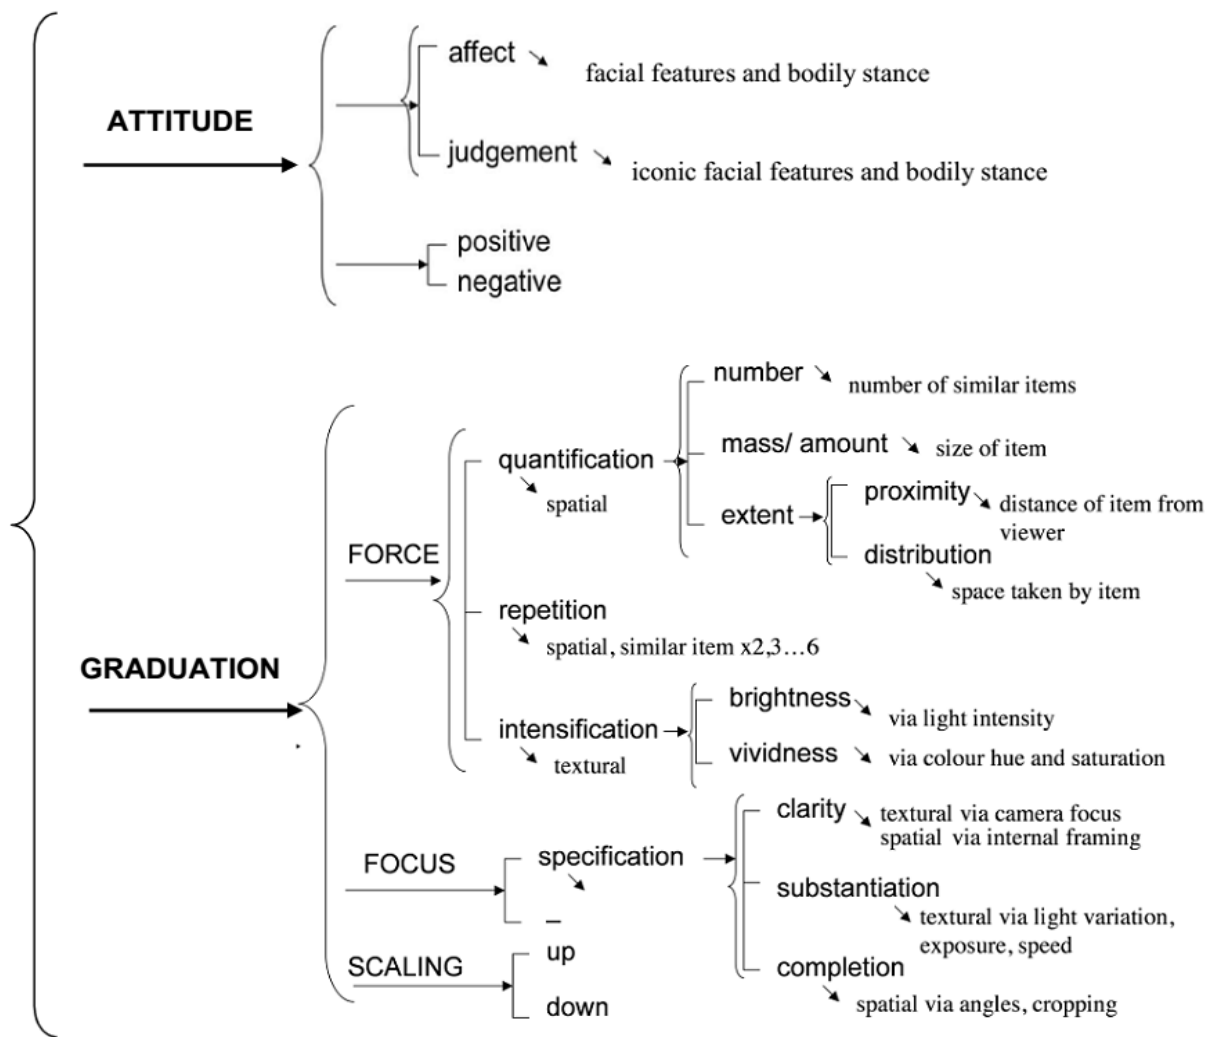 affect
facial features and bodily stance
ATTITUDE
judgement
iconic facial features and bodily stance
positive
negative
number
number of similar items
mass/ amount
size of item
quantification
spatial
extent
proximity
distance of item from
viewer
distribution
space taken by item
FORCE
repetition
spatial, similar item x2,3…6
GRADUATION
intensification
textural
brightness
via light intensity
vividness
via colour hue and saturation
clarity
textural via camera focus
spatial via internal framing
FOCUS
specification
–
substantiation
textural via light variation,
exposure, speed
completion
spatial via angles, cropping
SCALING
up
down